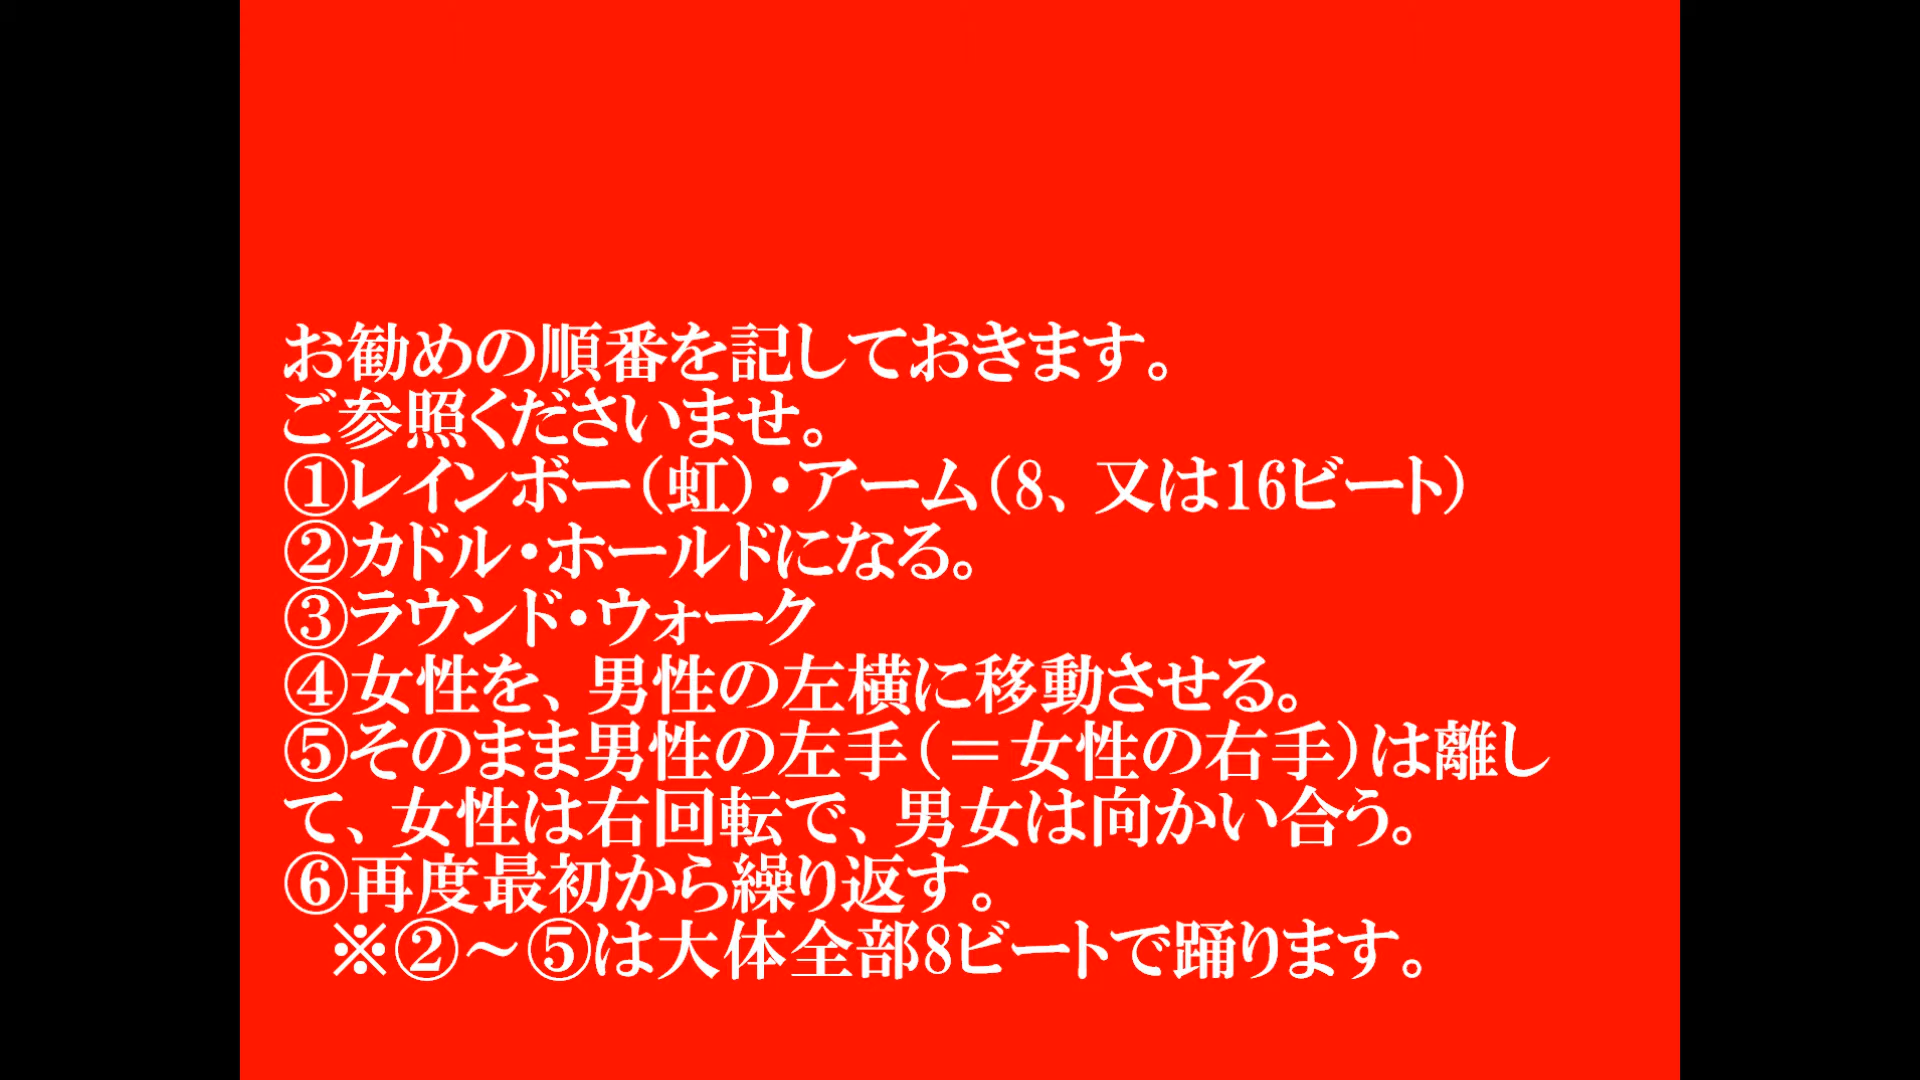 お勧めの順番を記しておきます。
ご参照くださいませ。
①レインボー（虹）・アーム（8、又は16ビート）
②カドル・ホールドになる。
③ラウンド・ウォーク
④女性を、男性の左横に移動させる。
⑤そのまま男性の左手（＝女性の右手）は離し
て、女性は右回転で、男女は向かい合う。
⑥再度最初から繰り返す。
※②～⑤は大体全部8ビートで踊ります。